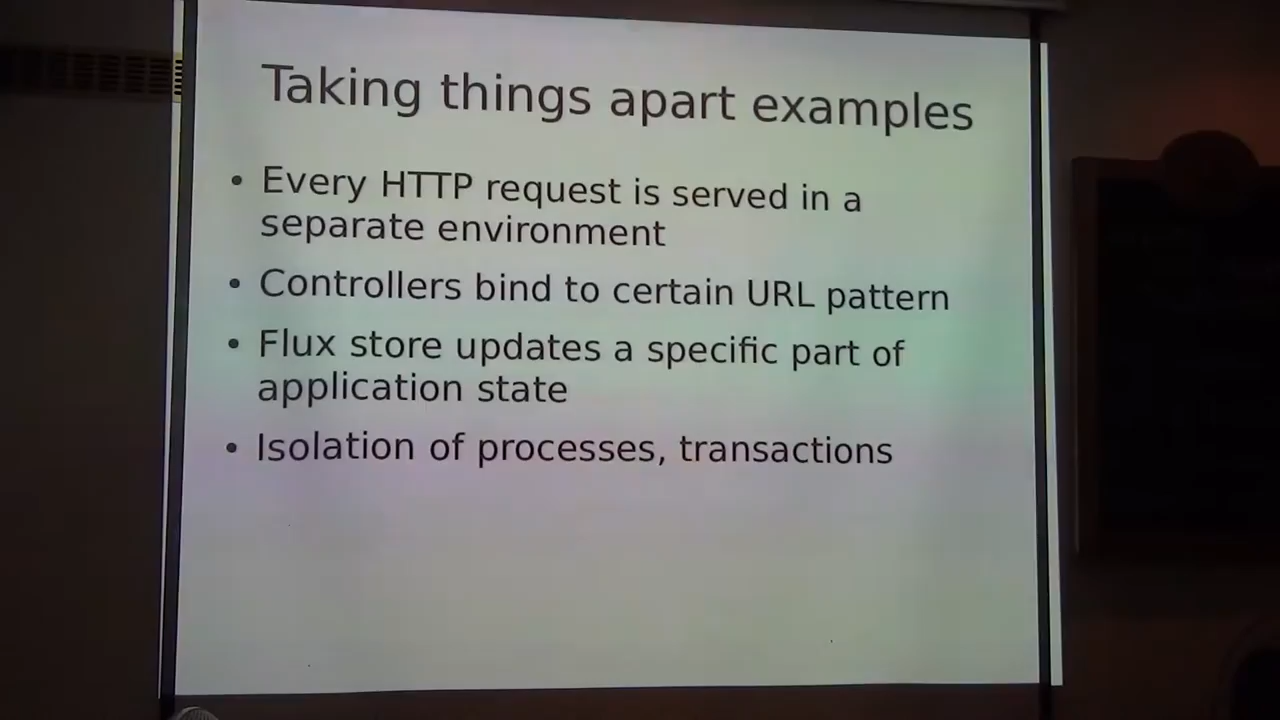 Taking things apart examples
• Every HTTP request is served in a
separate environment
• Controllers bind to certain URL pattern
• Flux store updates a specific part of
application state
• Isolation of processes, transactions